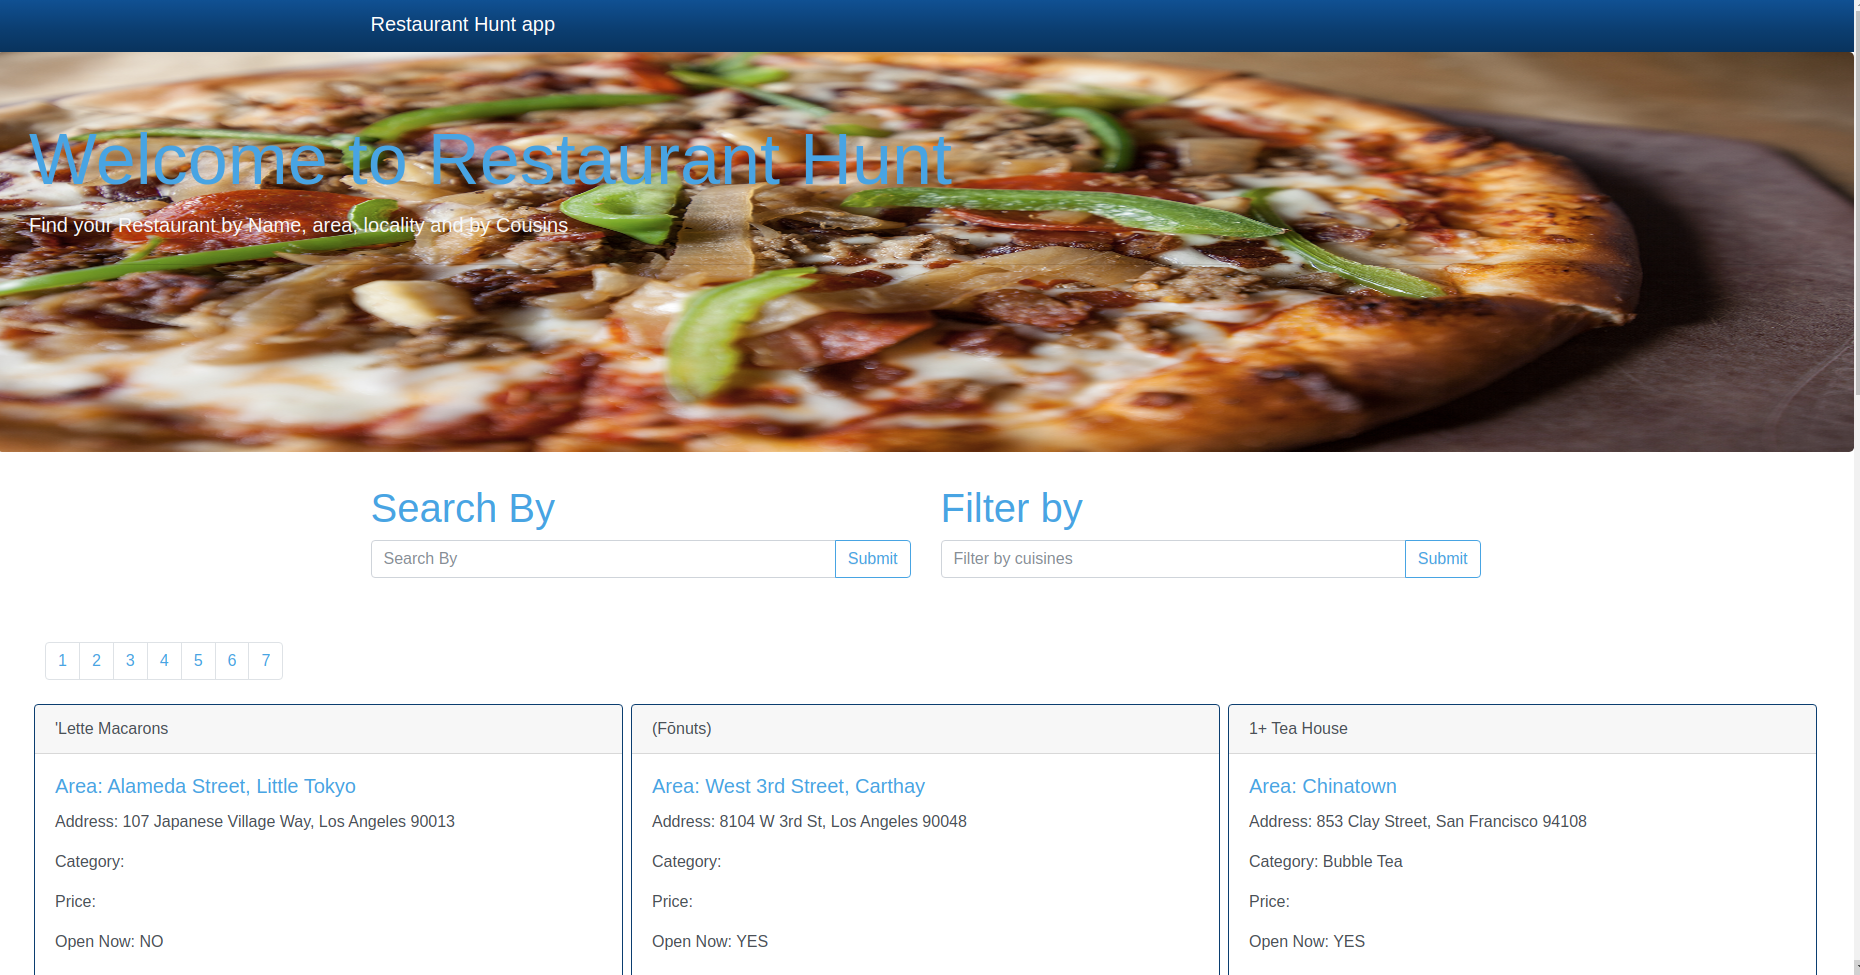 Restaurant Hunt app
Welcome to Restaurant Hunt
Find your Restaurant by Name, area, locality and by Cousins
Search By
Filter by
Search By
Submit
Filter by cuisines
Submit
1 2 3 4 5 6 7
'Lette Macarons
(Fōnuts)
1+ Tea House
Area: Alameda Street, Little Tokyo
Area: West 3rd Street, Carthay
Area: Chinatown
Address: 107 Japanese Village Way, Los Angeles 90013
Address: 8104 W 3rd St, Los Angeles 90048
Address: 853 Clay Street, San Francisco 94108
Category:
Category:
Category: Bubble Tea
Price:
Price:
Price:
Open Now: NO
Open Now: YES
Open Now: YES